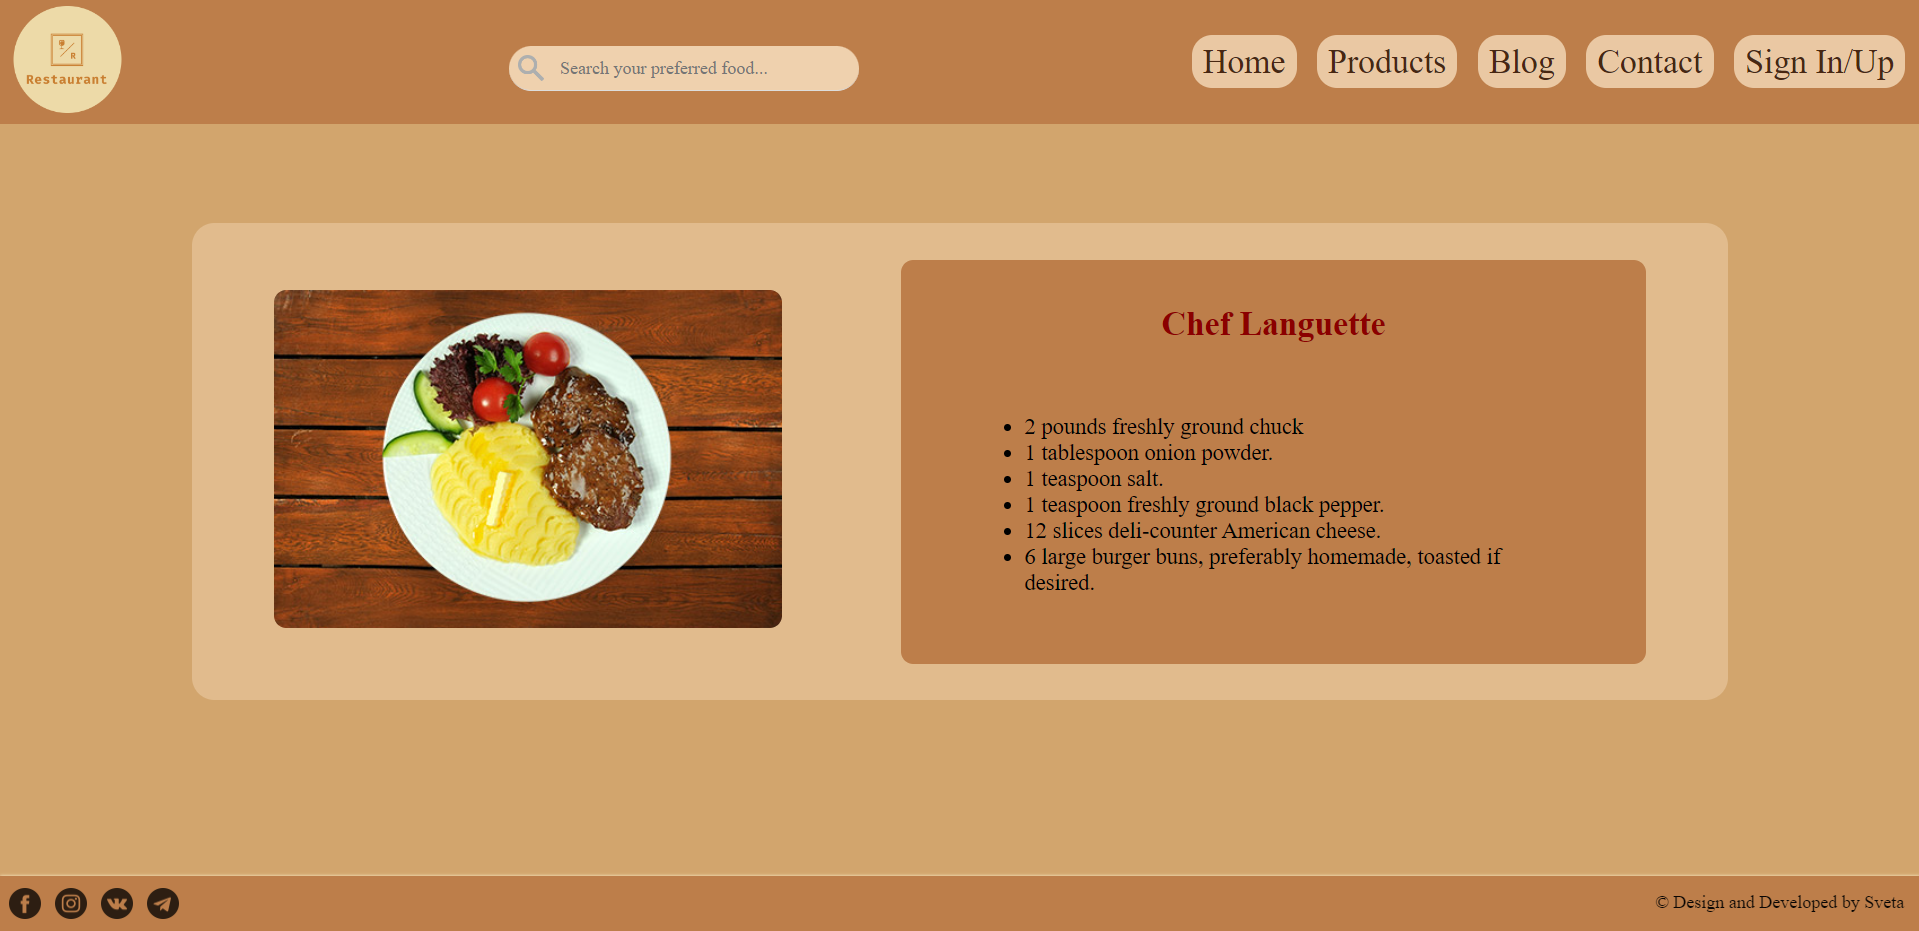 R
Restaurant
Search your preferred food...
Home
Products
Blog
Contact
Sign In/Up
Chef Languette
2 pounds freshly ground chuck
1 tablespoon onion powder.
1 teaspoon salt.
1 teaspoon freshly ground black pepper.
12 slices deli-counter American cheese.
6 large burger buns, preferably homemade, toasted if
desired.
© Design and Developed by Sveta